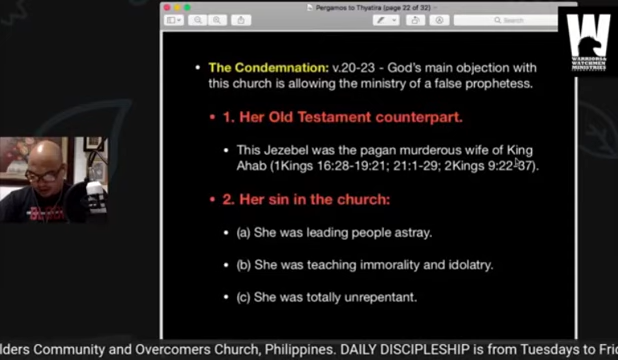 Pergamos to Thyatira (page 22 of 32)
Search
WARRIORS & WATCHMEN
MINISTRIES
• The Condemnation: v.20-23 - God's main objection with
this church is allowing the ministry of a false prophetess.
• 1. Her Old Testament counterpart.
• This Jezebel was the pagan murderous wife of King
Ahab (1Kings 16:28-19:21; 21:1-29; 2Kings 9:22-37).
• 2. Her sin in the church:
• (a) She was leading people astray.
• (b) She was teaching immorality and idolatry.
• (c) She was totally unrepentant.
lders Community and Overcomers Church, Philippines. DAILY DISCIPLESHIP is from Tuesdays to Frid